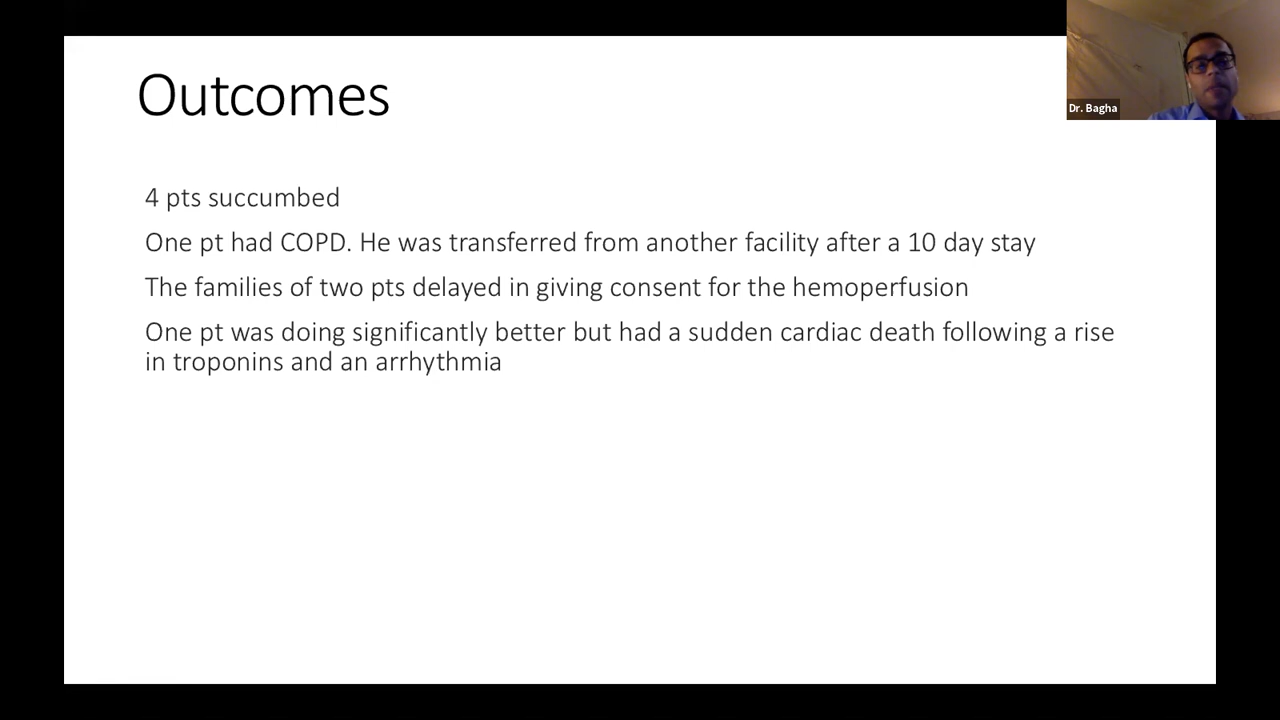 Outcomes
Dr. Bagha
4 pts succumbed
One pt had COPD. He was transferred from another facility after a 10 day stay
The families of two pts delayed in giving consent for the hemoperfusion
One pt was doing significantly better but had a sudden cardiac death following a rise
in troponins and an arrhythmia